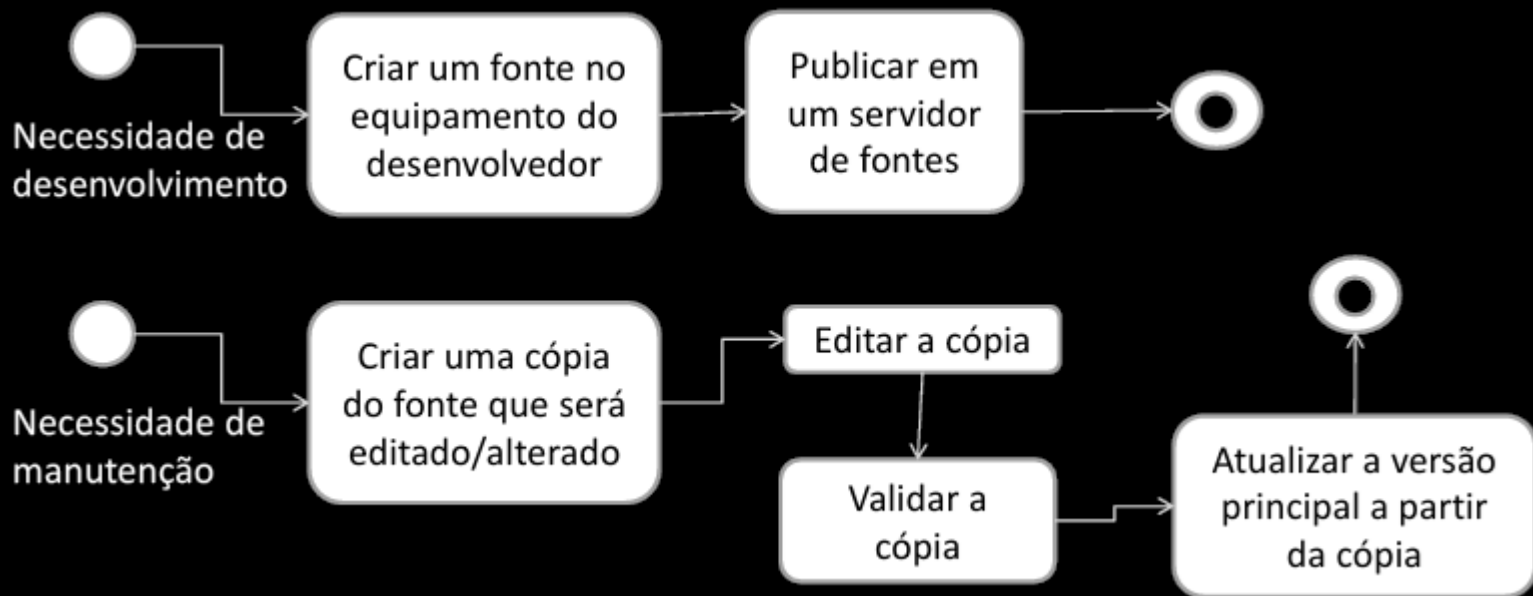 Necessidade de
desenvolvimento
Criar um fonte no
equipamento do
desenvolvedor
Publicar em
um servidor
de fontes
Necessidade de
manutenção
Criar uma cópia
do fonte que será
editado/alterado
Editar a cópia
Validar a
cópia
Atualizar a versão
principal a partir
da cópia